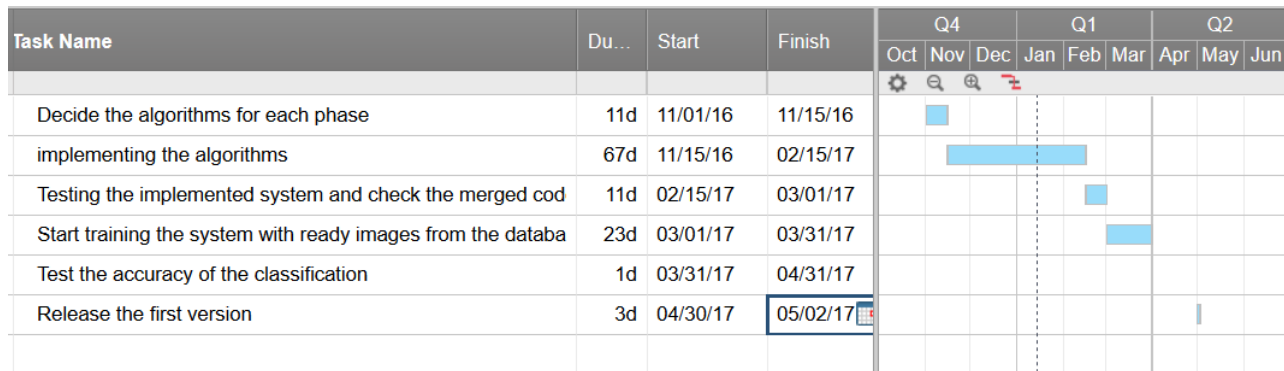 Task Name Du... Start Finish Q4 Q1 Q2
Oct Nov Dec Jan Feb Mar Apr May Jun
Decide the algorithms for each phase 11d 11/01/16 11/15/16
implementing the algorithms 67d 11/15/16 02/15/17
Testing the implemented system and check the merged cod 11d 02/15/17 03/01/17
Start training the system with ready images from the databa 23d 03/01/17 03/31/17
Test the accuracy of the classification 1d 03/31/17 04/31/17
Release the first version 3d 04/30/17 05/02/17